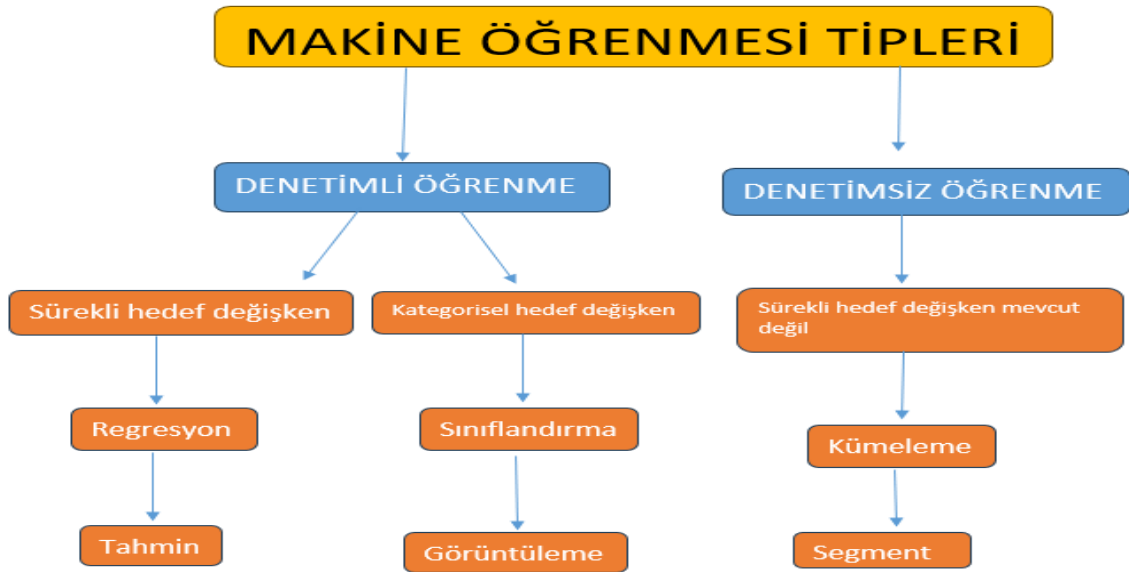 MAKİNE ÖĞRENMESİ TİPLERİ
DENETİMLİ ÖĞRENME
DENETİMSİZ ÖĞRENME
Sürekli hedef değişken
Kategorisel hedef değişken
Sürekli hedef değişken mevcut
değil
Regresyon
Sınıflandırma
Kümeleme
Tahmin
Görüntüleme
Segment